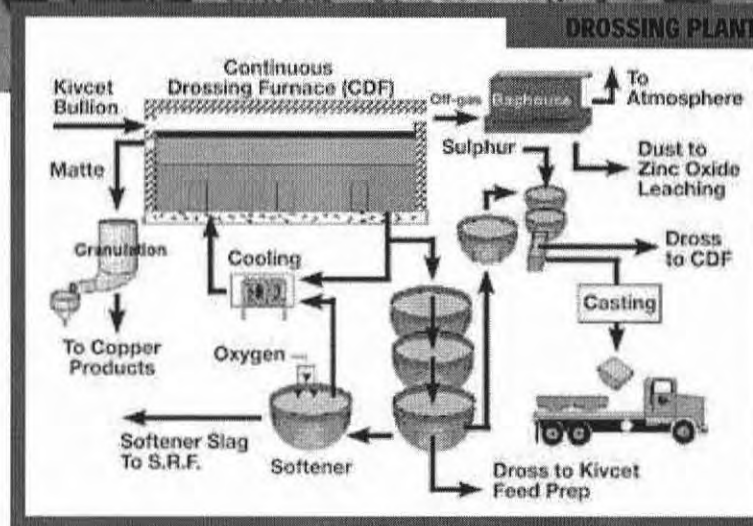 DROSSING PLANT
Continuous
Drossing Furnace (CDF)
Kivcet
Bullion
Off-gas
Baghouse
To
Atmosphere
Matte
Sulphur
Dust to
Zinc Oxide
Leaching
Granulation
Cooling
Dross
to CDF
Casting
To Copper
Products
Oxygen
Softener Slag
To S.R.F.
Softener
Dross to Kivcet
Feed Prep